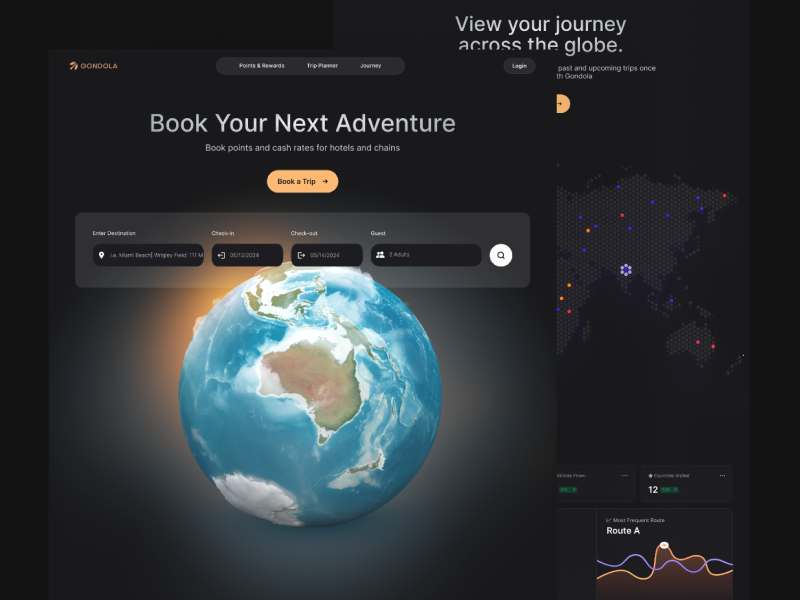 View your journey
across the globe.
past and upcoming trips once
th Gondola
GONDOLA
Points & Rewards
Trip Planner
Journey
Login
Book Your Next Adventure
Book points and cash rates for hotels and chains
Book a Trip
Enter Destination
Check-in
Check-out
Guest
Miami Beach| Wrigley Field| 111 M
05/12/2024
05/14/2024
2 Adults
Countries Visited
12
Most Frequent Route
Route A